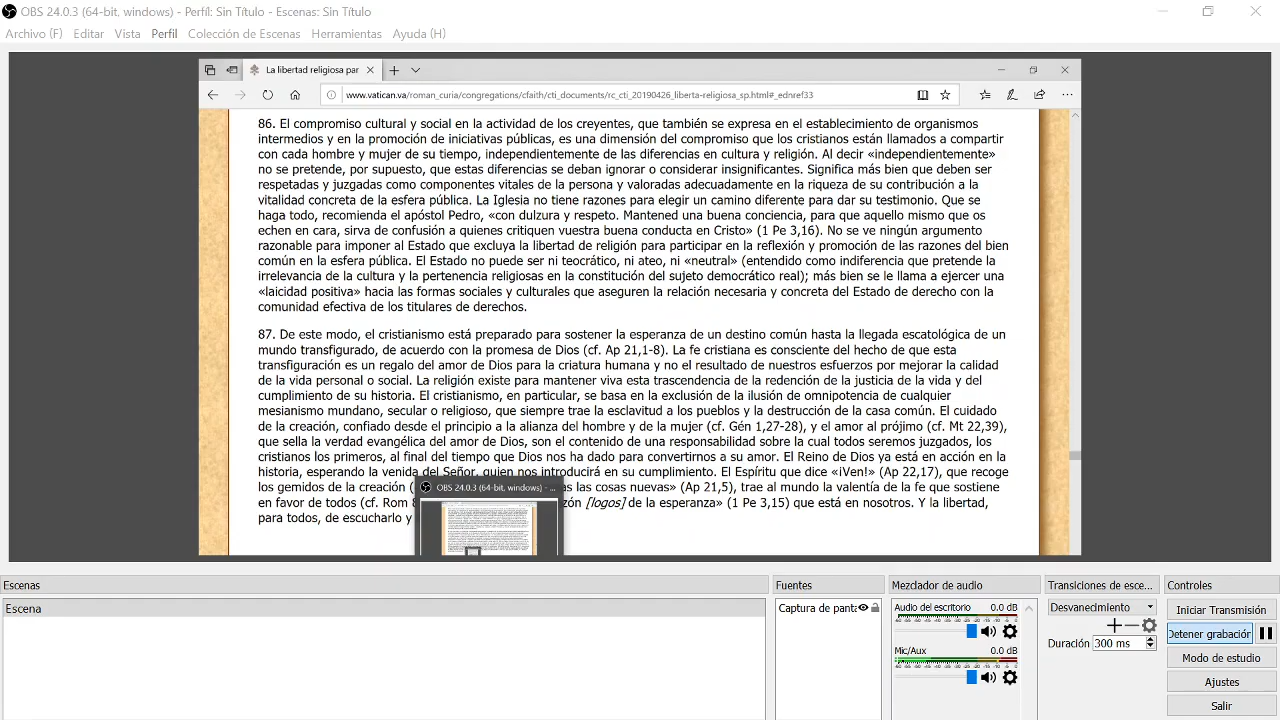 OBS 24.0.3 (64-bit, windows) - Perfíl: Sin Título - Escenas: Sin Título
Archivo (F) Editar Vista Perfil Colección de Escenas Herramientas Ayuda (H)
La libertad religiosa par
www.vatican.va/roman_curia/congregations/cfaith/cti_documents/rc_cti_20190426_liberta-religiosa_sp.html#_ednref33
86. El compromiso cultural y social en la actividad de los creyentes, que también se expresa en el establecimiento de organismos
intermedios y en la promoción de iniciativas públicas, es una dimensión del compromiso que los cristianos están llamados a compartir
con cada hombre y mujer de su tiempo, independientemente de las diferencias en cultura y religión. Al decir «independientemente»
no se pretende, por supuesto, que estas diferencias se deban ignorar o considerar insignificantes. Significa más bien que deben ser
respetadas y juzgadas como componentes vitales de la persona y valoradas adecuadamente en la riqueza de su contribución a la
vitalidad concreta de la esfera pública. La Iglesia no tiene razones para elegir un camino diferente para dar su testimonio. Que se
haga todo, recomienda el apóstol Pedro, «con dulzura y respeto. Mantened una buena conciencia, para que aquello mismo que os
echen en cara, sirva de confusión a quienes critiquen vuestra buena conducta en Cristo» (1 Pe 3,16). No se ve ningún argumento
razonable para imponer al Estado que excluya la libertad de religión para participar en la reflexión y promoción de las razones del bien
común en la esfera pública. El Estado no puede ser ni teocrático, ni ateo, ni «neutral» (entendido como indiferencia que pretende la
irrelevancia de la cultura y la pertenencia religiosas en la constitución del sujeto democrático real); más bien se le llama a ejercer una
«laicidad positiva» hacia las formas sociales y culturales que aseguren la relación necesaria y concreta del Estado de derecho con la
comunidad efectiva de los titulares de derechos.
87. De este modo, el cristianismo está preparado para sostener la esperanza de un destino común hasta la llegada escatológica de un
mundo transfigurado, de acuerdo con la promesa de Dios (cf. Ap 21,1-8). La fe cristiana es consciente del hecho de que esta
transfiguración es un regalo del amor de Dios para la criatura humana y no el resultado de nuestros esfuerzos por mejorar la calidad
de la vida personal o social. La religión existe para mantener viva esta trascendencia de la redención de la justicia de la vida y del
cumplimiento de su historia. El cristianismo, en particular, se basa en la exclusión de la ilusión de omnipotencia de cualquier
mesianismo mundano, secular o religioso, que siempre trae la esclavitud a los pueblos y la destrucción de la casa común. El cuidado
de la creación, confiado desde el principio a la alianza del hombre y de la mujer (cf. Gén 1,27-28), y el amor al prójimo (cf. Mt 22,39),
que sella la verdad evangélica del amor de Dios, son el contenido de una responsabilidad sobre la cual todos seremos juzgados, los
cristianos los primeros, al final del tiempo que Dios nos ha dado para convertirnos a su amor. El Reino de Dios ya está en acción en la
historia, esperando la venida del Señor, quien nos introducirá en su cumplimiento. El Espíritu que dice «¡Ven!» (Ap 22,17), que recoge
los gemidos de la creación ( as las cosas nuevas» (Ap 21,5), trae al mundo la valentía de la fe que sostiene
en favor de todos (cf. Rom 8 zón [logos] de la esperanza» (1 Pe 3,15) que está en nosotros. Y la libertad,
para todos, de escucharlo y
OBS 24.0.3 (64-bit, windows) - ...
Escenas Fuentes Mezclador de audio Transiciones de esce... Controles
Escena
Captura de panta
Audio del escritorio 0.0 dB
Mic/Aux 0.0 dB
Desvanecimiento
Duración 300 ms
Iniciar Transmisión
Detener grabación
Modo de estudio
Ajustes
Salir